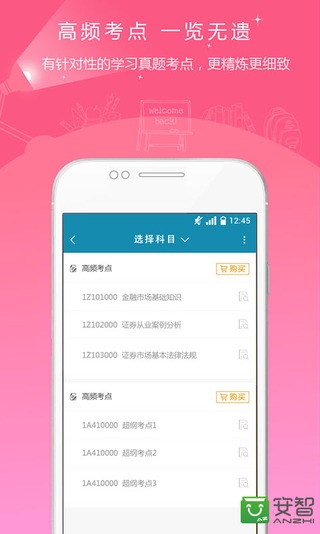 高频考点 一览无遗
有针对性的学习真题考点，更精炼更细致
welcome
back!
12:45
选择科目
高频考点 购买
1Z101000 金融市场基础知识
1Z102000 证券从业案例分析
1Z103000 证券市场基本法律法规
高频考点 购买
1A410000 超纲考点1
1A410000 超纲考点2
1A410000 超纲考点3
安智
ANZHI